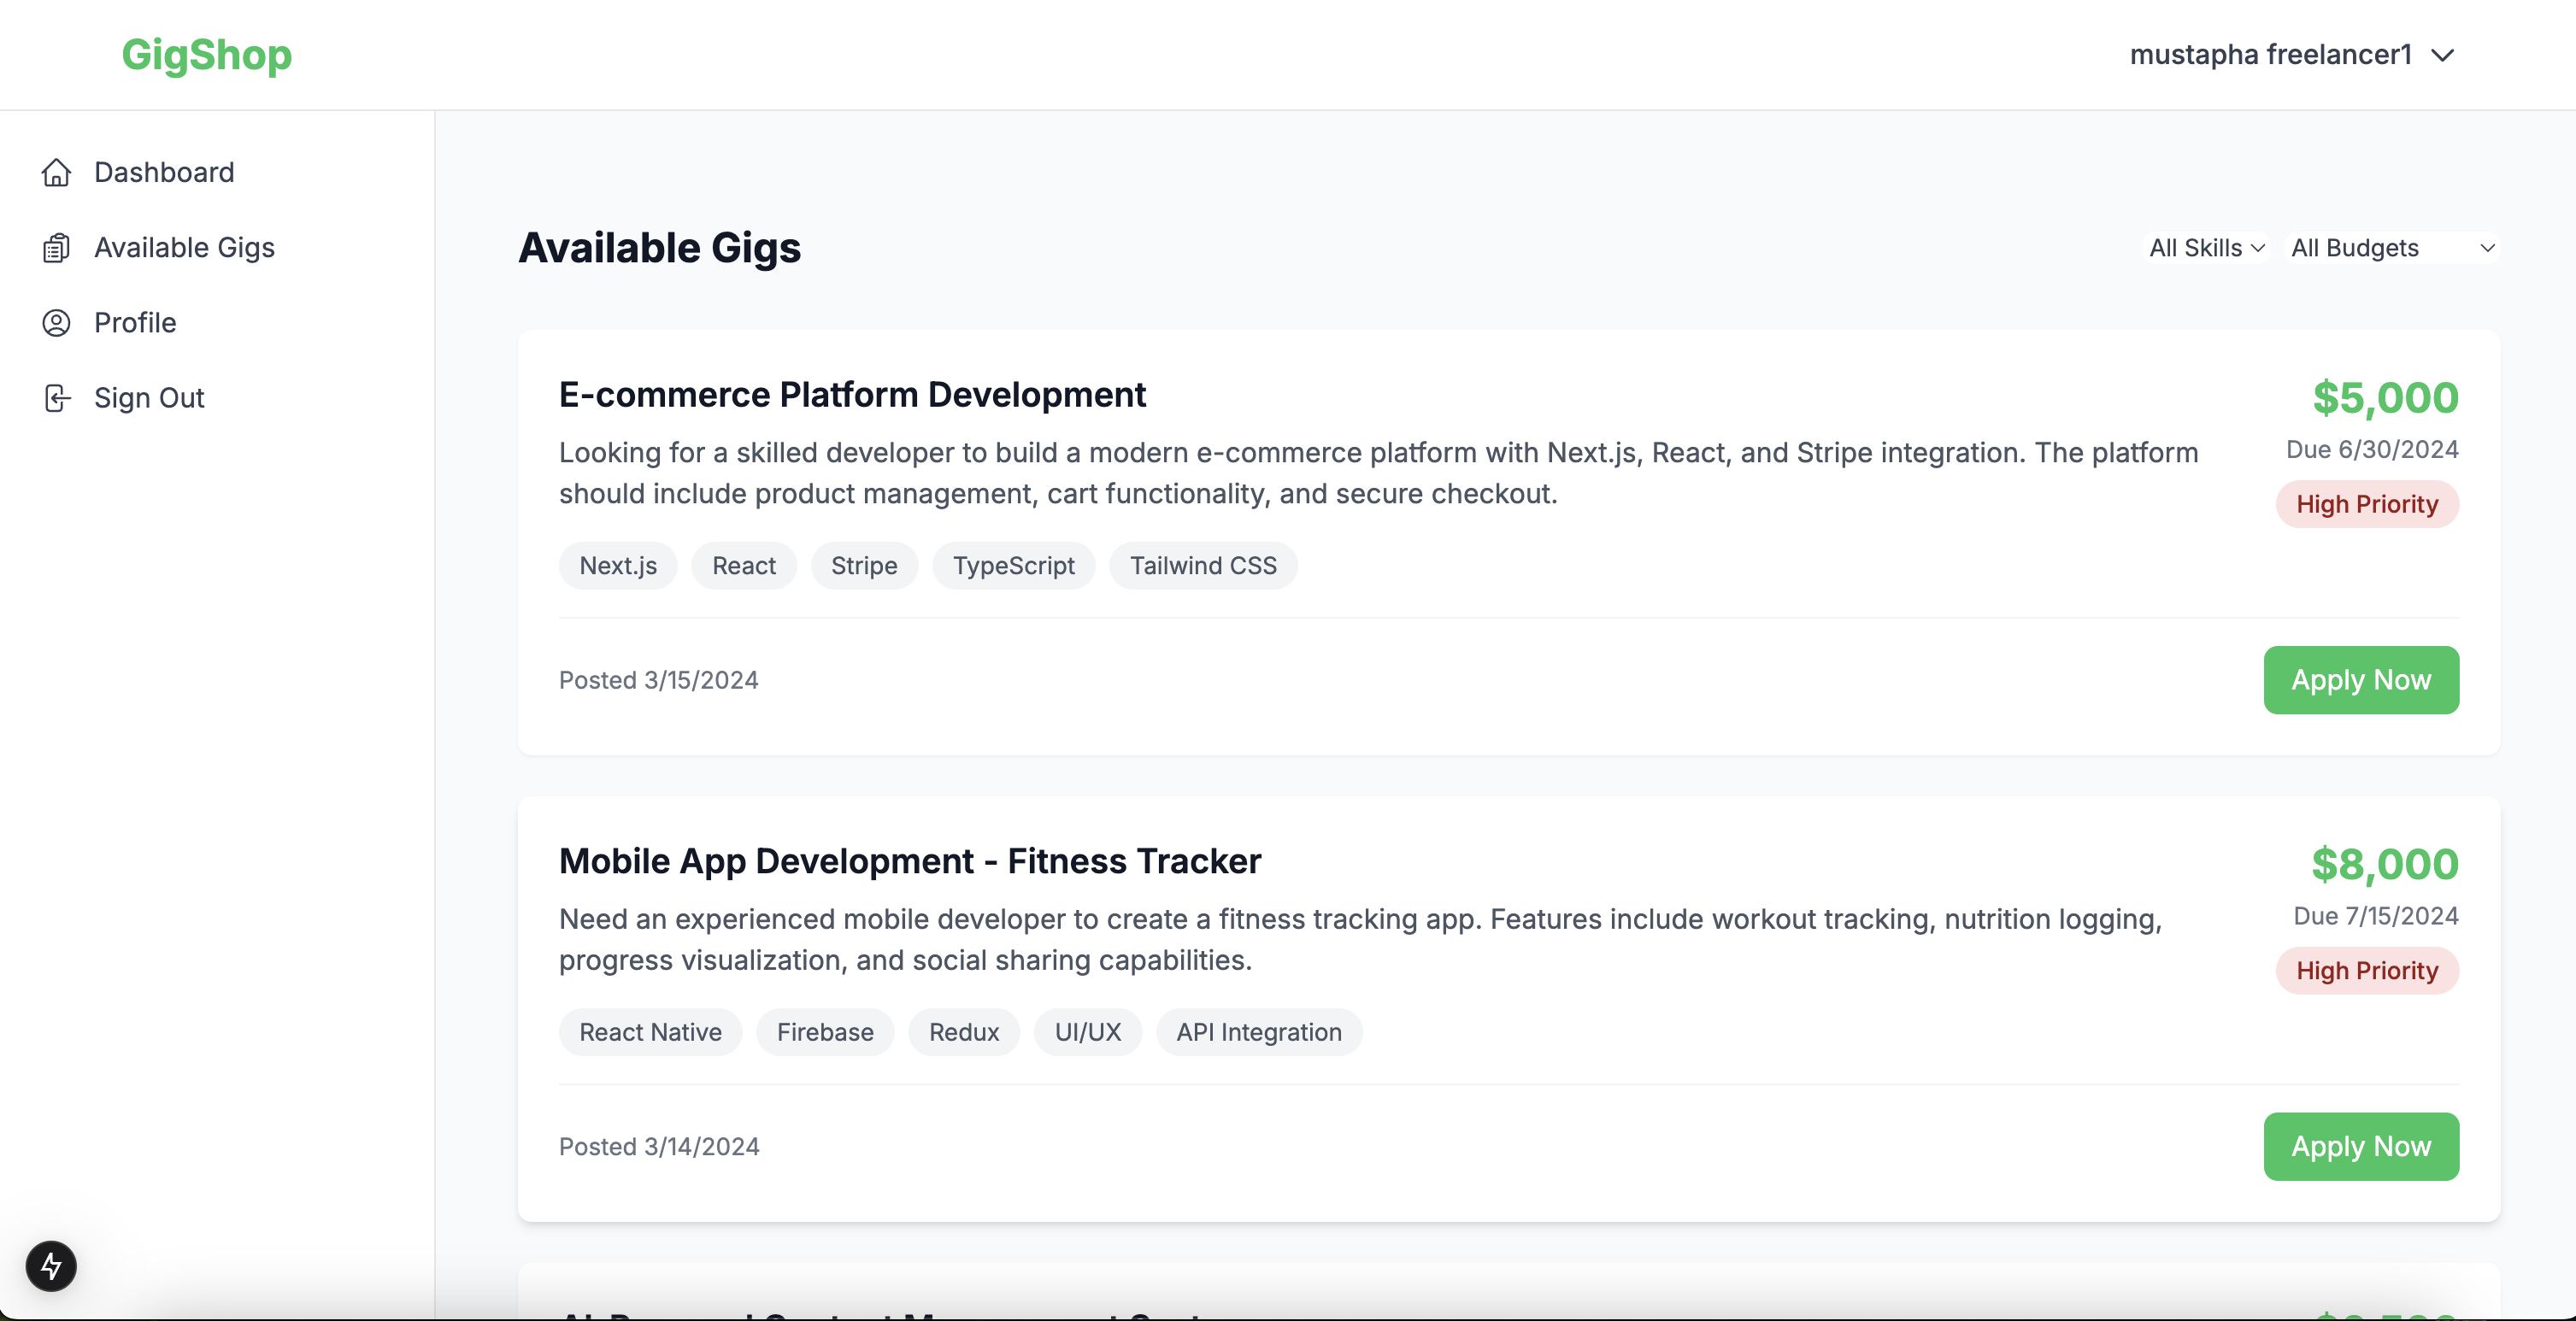 GigShop
mustapha freelancer1
Dashboard
Available Gigs
Profile
Sign Out
Available Gigs
All Skills
All Budgets
E-commerce Platform Development
$5,000
Looking for a skilled developer to build a modern e-commerce platform with Next.js, React, and Stripe integration. The platform
should include product management, cart functionality, and secure checkout.
Due 6/30/2024
High Priority
Next.js
React
Stripe
TypeScript
Tailwind CSS
Posted 3/15/2024
Apply Now
Mobile App Development - Fitness Tracker
$8,000
Need an experienced mobile developer to create a fitness tracking app. Features include workout tracking, nutrition logging,
progress visualization, and social sharing capabilities.
Due 7/15/2024
High Priority
React Native
Firebase
Redux
UI/UX
API Integration
Posted 3/14/2024
Apply Now